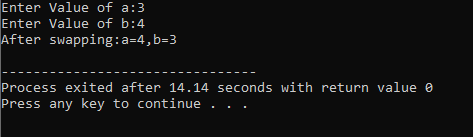 Enter Value of a:3
Enter Value of b:4
After swapping:a=4,b=3
--------------------------------
Process exited after 14.14 seconds with return value 0
Press any key to continue . . .